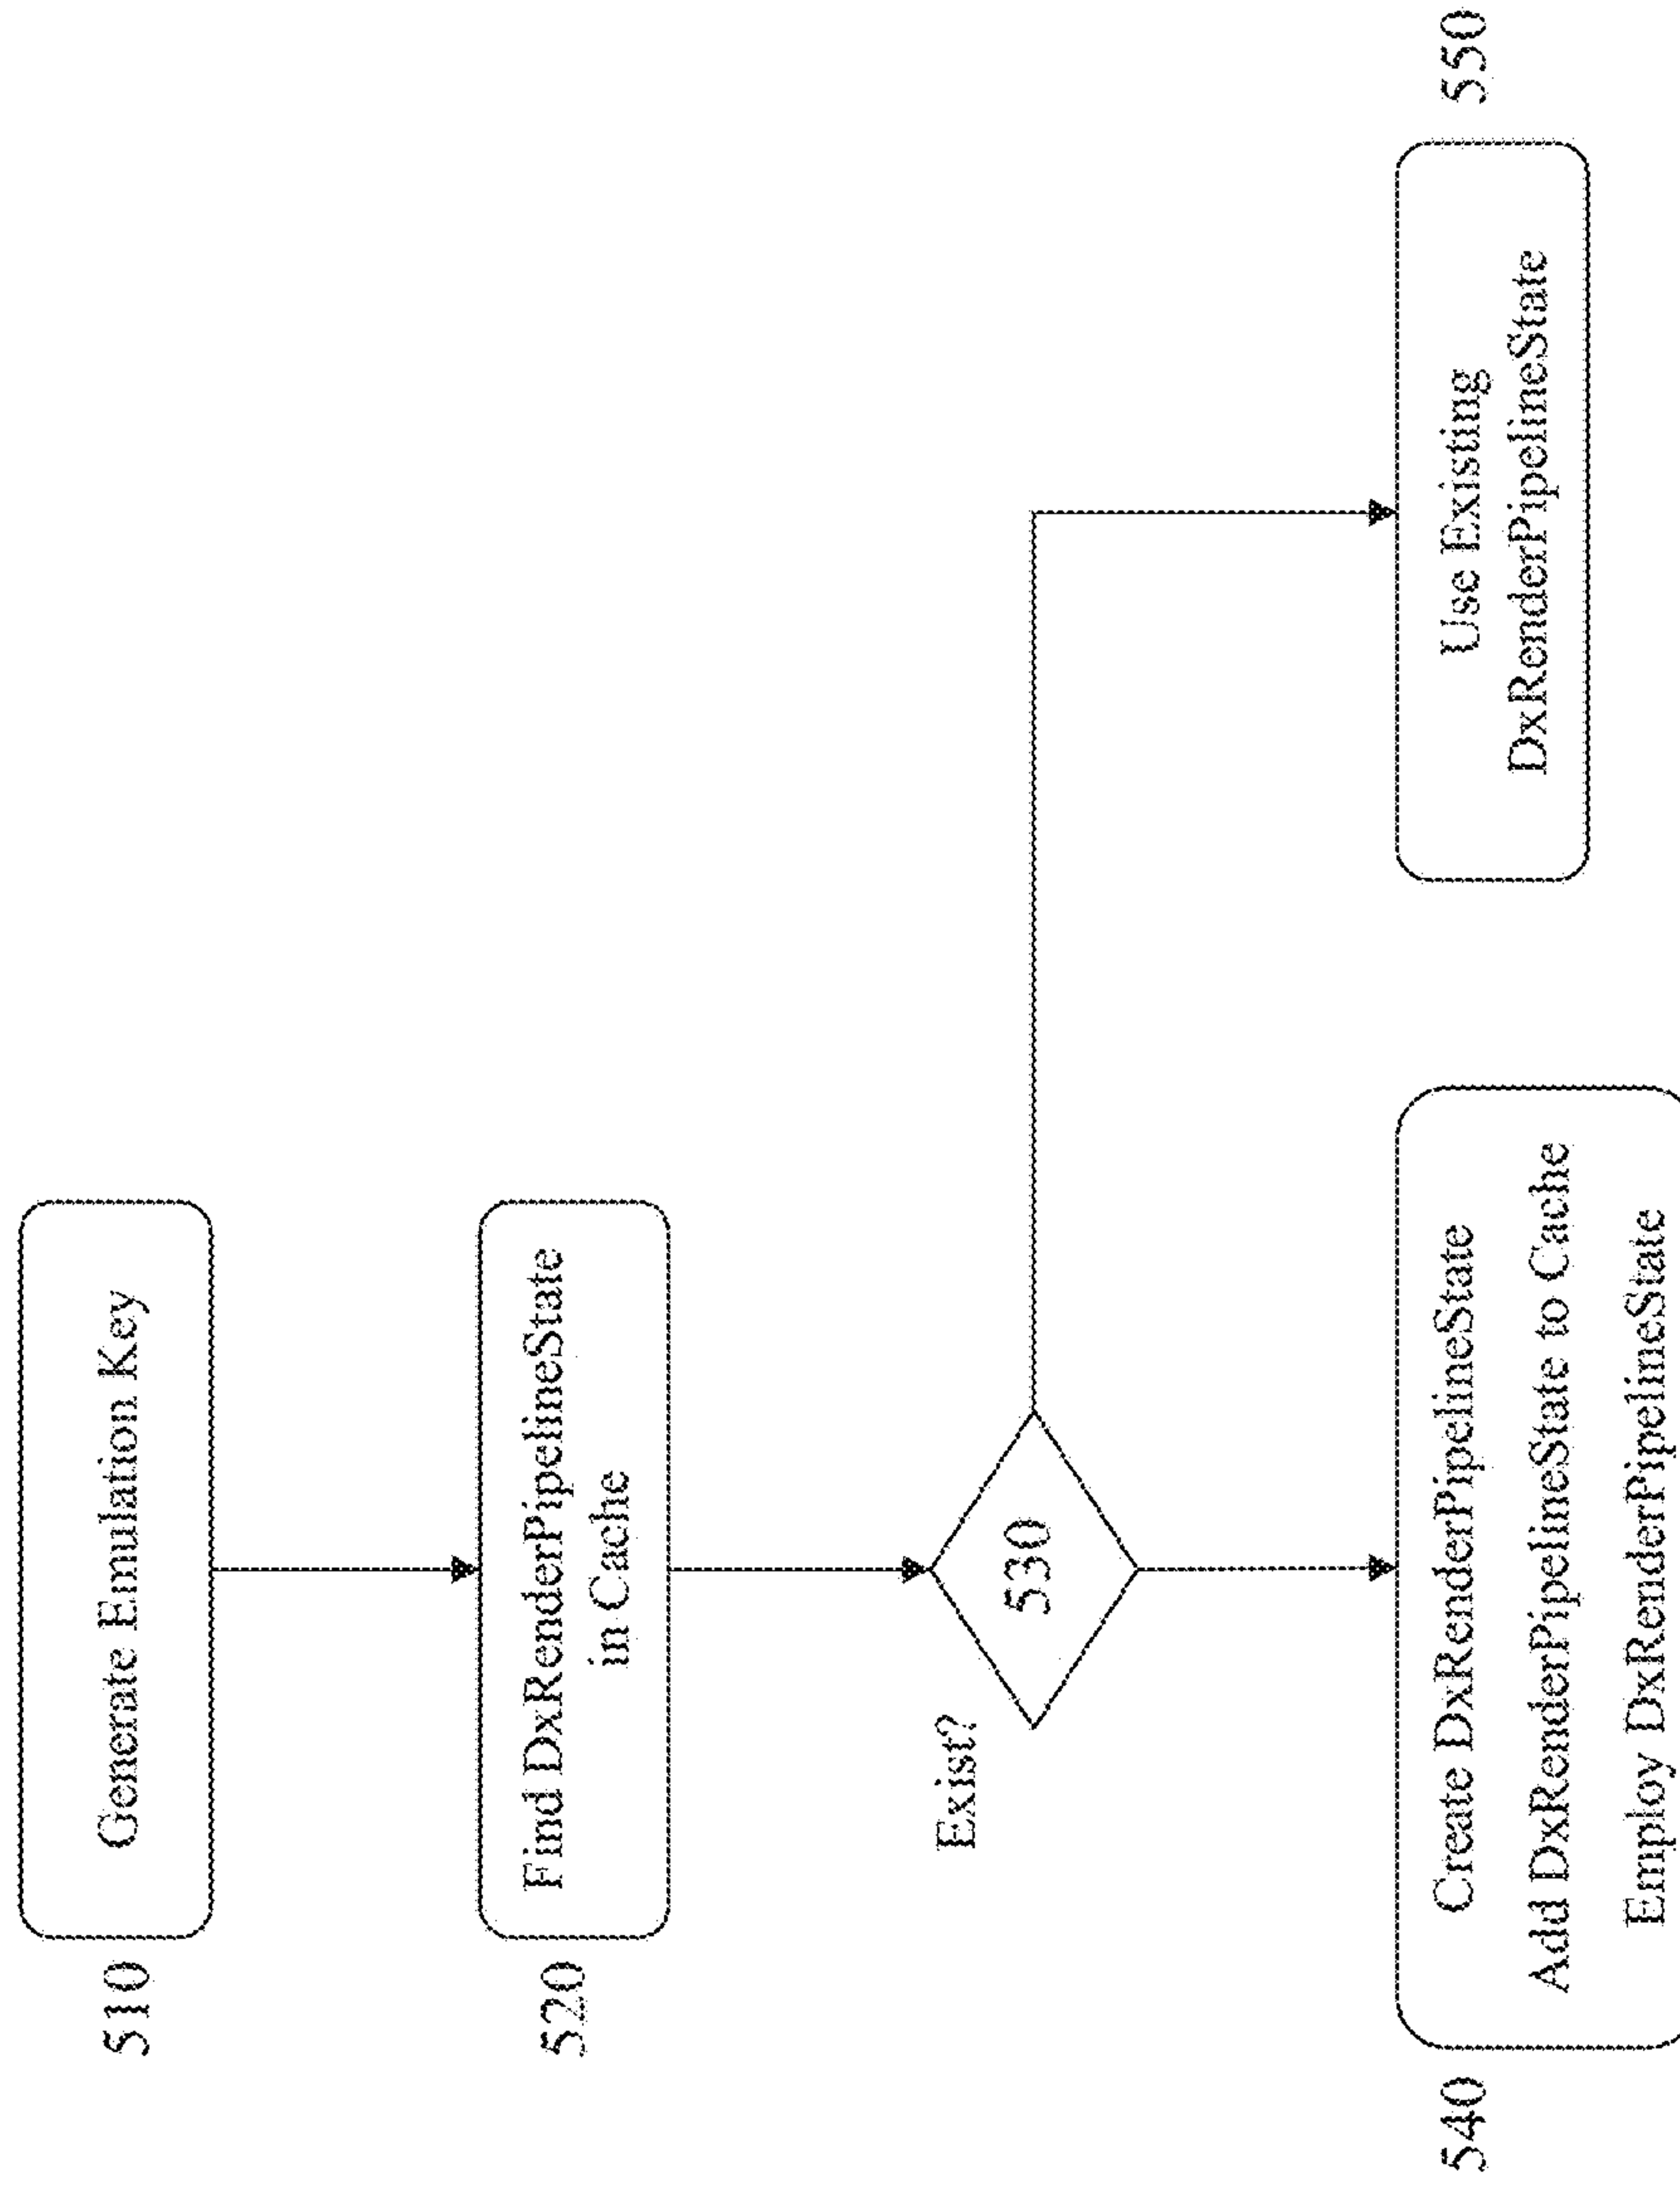 510
Generate Emulation Key
520
Find DxRenderPipelineState
in Cache
Exist?
530
540
Create DxRenderPipelineState
Add DxRenderPipelineState to Cache
Employ DxRenderPipelineState
Use Existing
DxRenderPipelineState
550